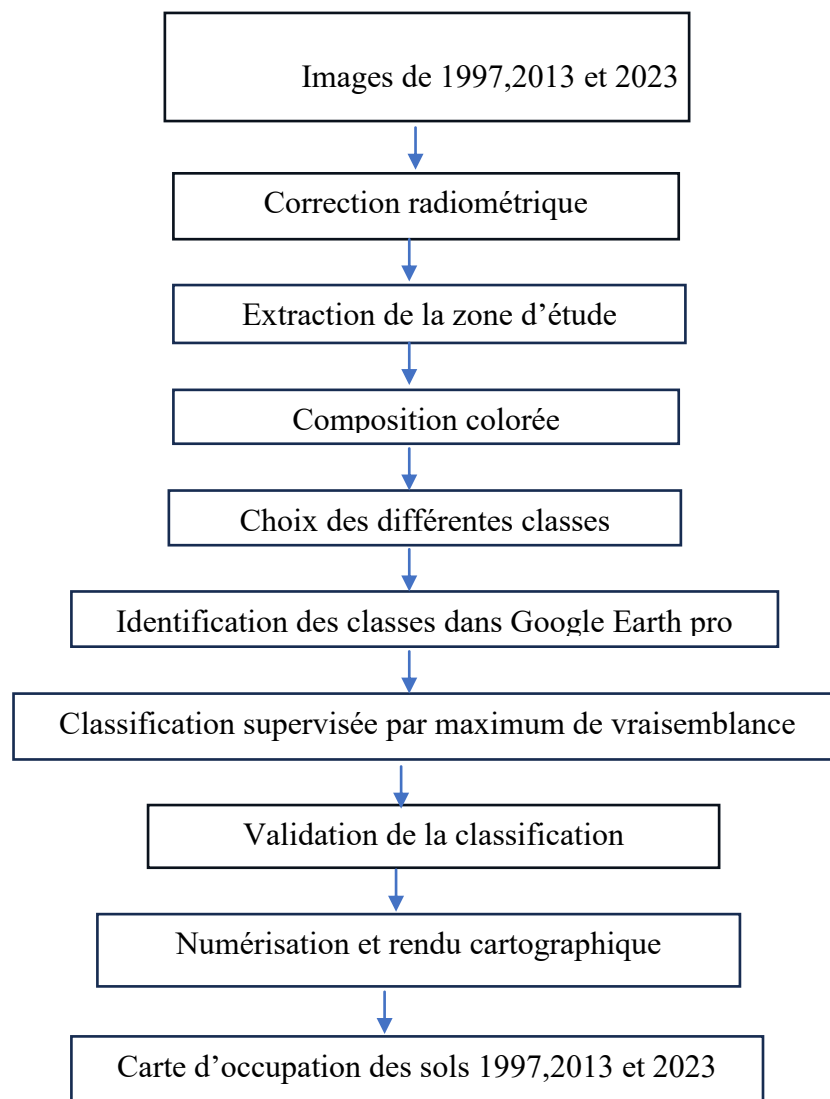 Images de 1997,2013 et 2023
Correction radiométrique
Extraction de la zone d’étude
Composition colorée
Choix des différentes classes
Identification des classes dans Google Earth pro
Classification supervisée par maximum de vraisemblance
Validation de la classification
Numérisation et rendu cartographique
Carte d’occupation des sols 1997,2013 et 2023